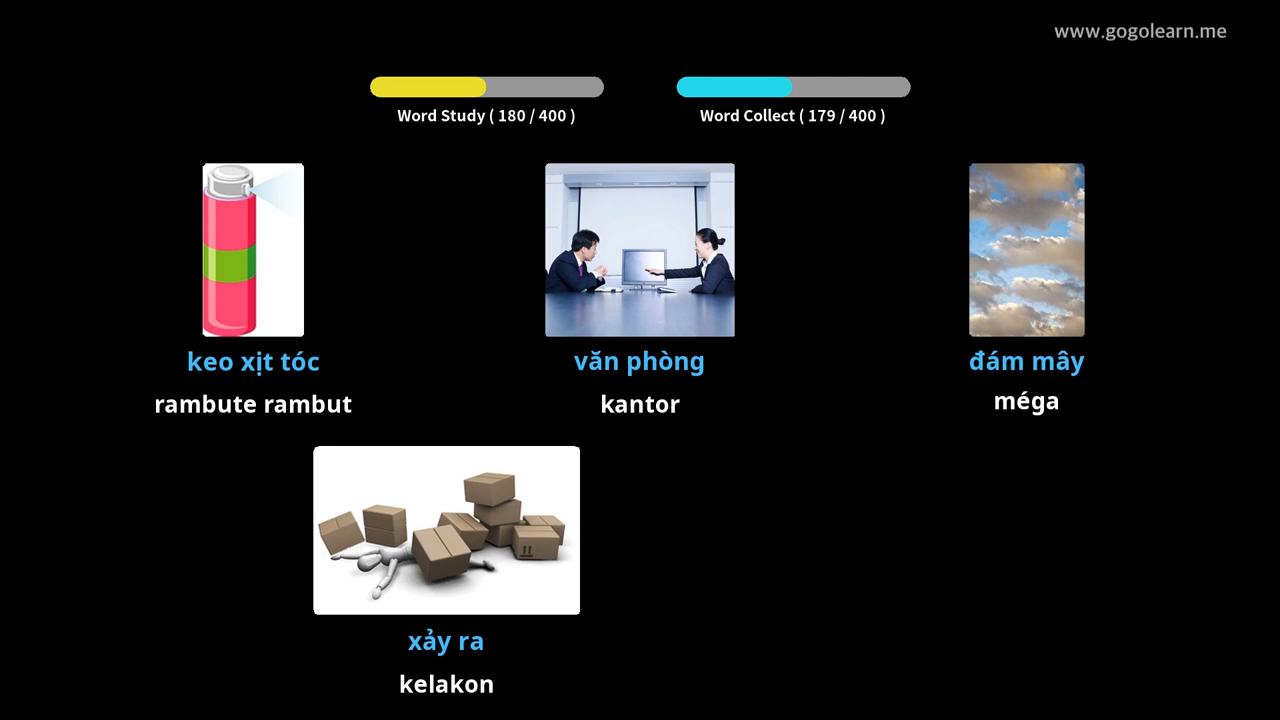 www.gogolearn.me
Word Study ( 180 / 400 )
Word Collect ( 179 / 400 )
keo xịt tóc
rambute rambut
văn phòng
kantor
đám mây
méga
xảy ra
kelakon